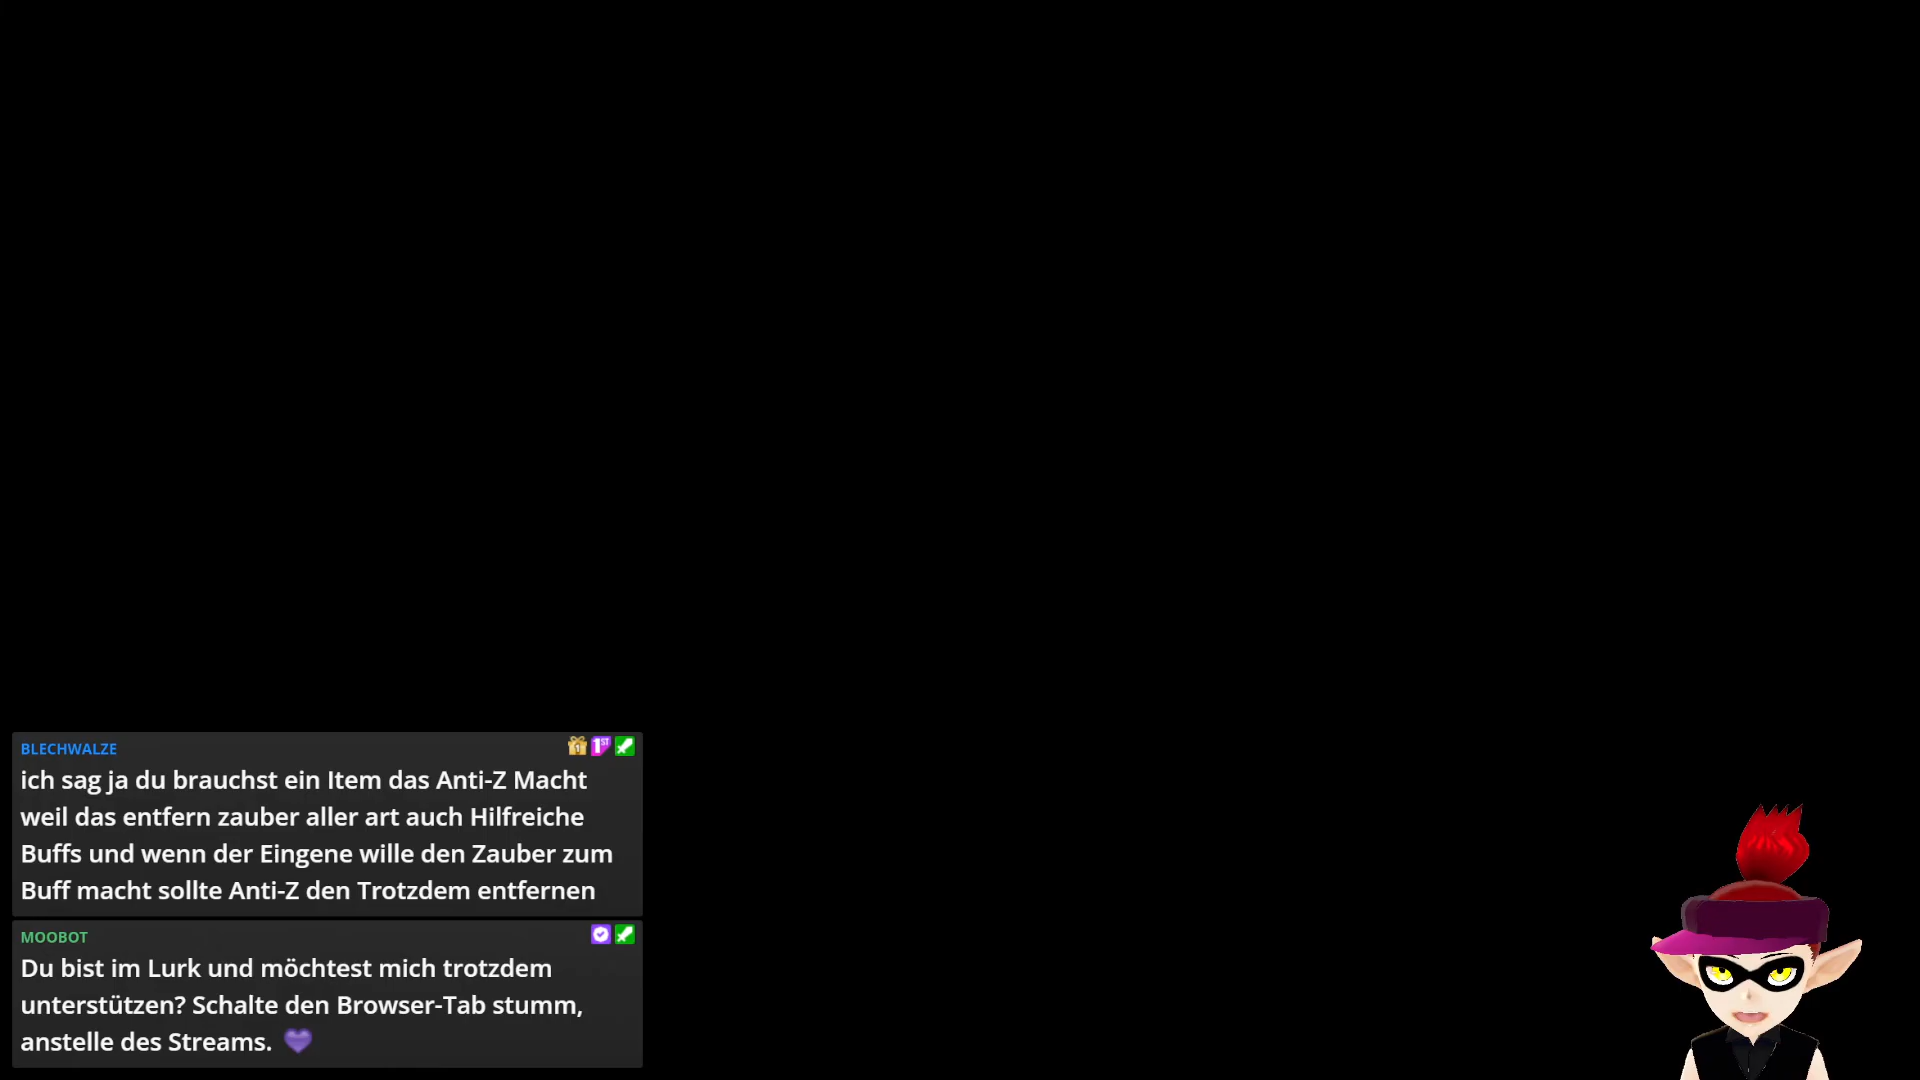 BLECHWALZE
ich sag ja du brauchst ein Item das Anti-Z Macht
weil das entfern zauber aller art auch Hilfreiche
Buffs und wenn der Eingene wille den Zauber zum
Buff macht sollte Anti-Z den Trotzdem entfernen
MOOBOT
Du bist im Lurk und möchtest mich trotzdem
unterstützen? Schalte den Browser-Tab stumm,
anstelle des Streams. 💜